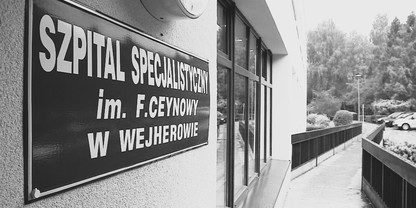 SZPITAL SPECJALISTYCZNY
im. F.CEYNOWY
W WEJHEROWIE